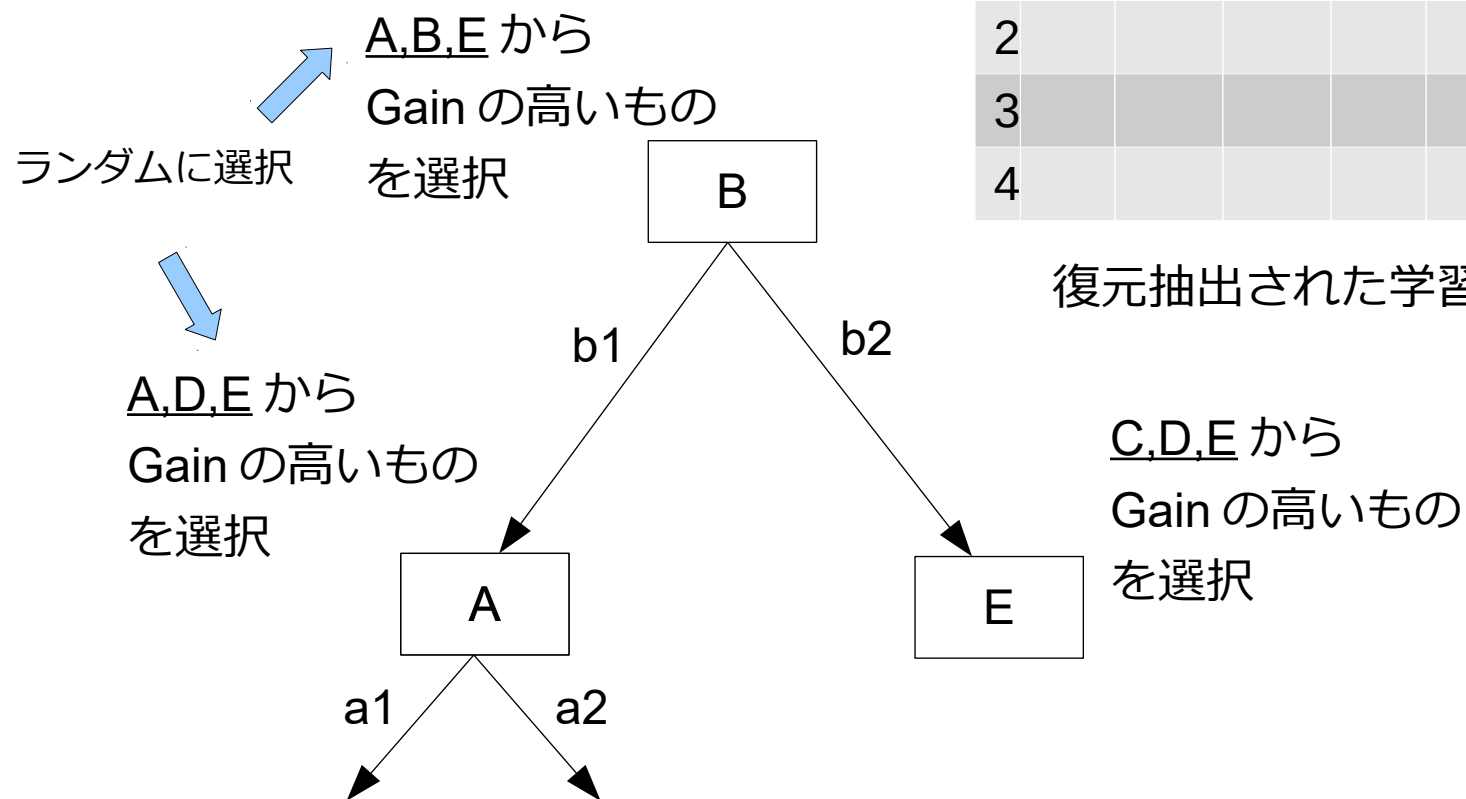 A,B,E から
Gain の高いもの
を選択
ランダムに選択
2
3
4
B
復元抽出された学習
b1
b2
A,D,E から
Gain の高いもの
を選択
C,D,E から
Gain の高いもの
を選択
A
E
a1
a2